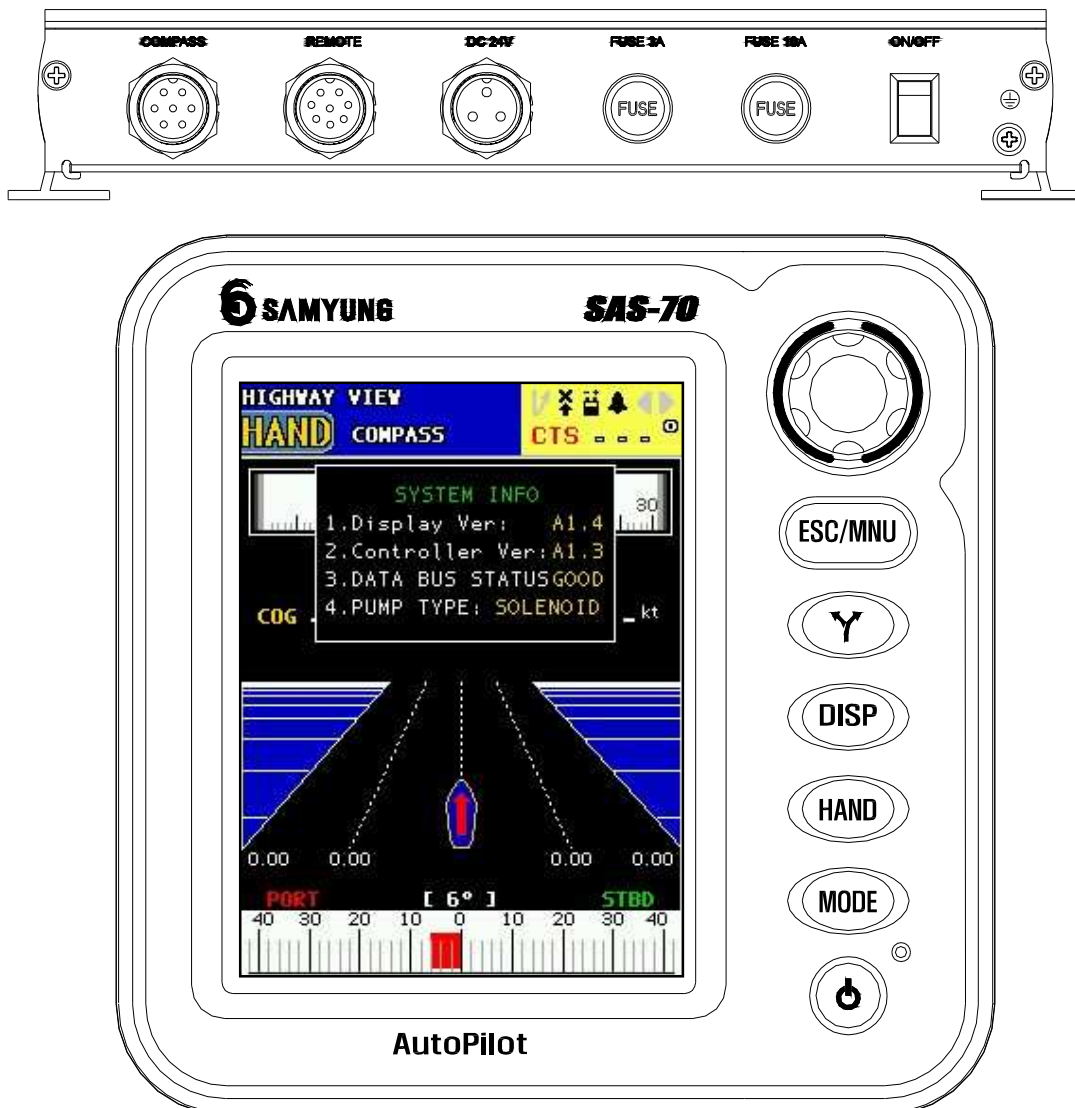 COMPASS REMOTE DC 24V FUSE 3A FUSE 10A ON/OFF
FUSE FUSE
SAMYUNG SAS-70
HIGHWAY VIEW
HAND COMPASS
CTS - - -
SYSTEM INFO
30
1.Display Ver: A1.4
2.Controller Ver:A1.3
3.DATA BUS STATUS GOOD
4.PUMP TYPE: SOLENOID
COG kt
0.00 0.00 0.00 0.00
PORT [ 6° ] STBD
40 30 20 10 0 10 20 30 40
ESC/MNU
DISP
HAND
MODE
AutoPilot